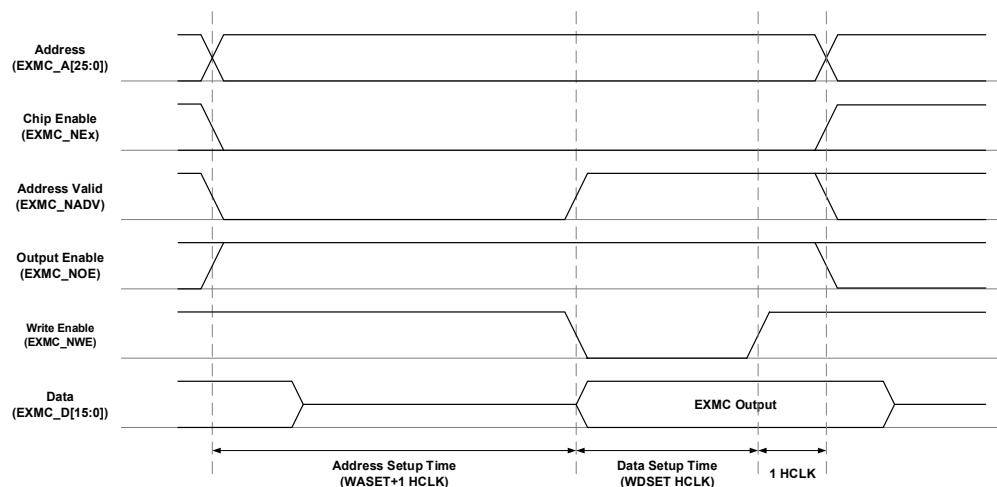 Address
(EXMC_A[25:0])
Chip Enable
(EXMC_NEx)
Address Valid
(EXMC_NADV)
Output Enable
(EXMC_NOE)
Write Enable
(EXMC_NWE)
Data
(EXMC_D[15:0])
EXMC Output
Address Setup Time
(WASET+1 HCLK)
Data Setup Time
(WDSET HCLK)
1 HCLK